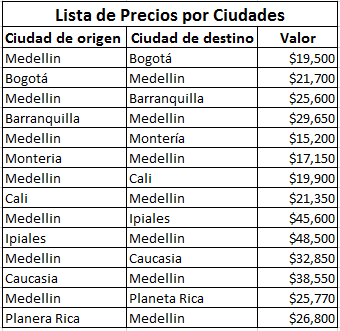 Lista de Precios por Ciudades
Ciudad de origen Ciudad de destino Valor
Medellin Bogotá $19,500
Bogotá Medellin $21,700
Medellin Barranquilla $25,600
Barranquilla Medellin $29,650
Medellin Montería $15,200
Monteria Medellin $17,150
Medellin Cali $19,900
Cali Medellin $21,350
Medellin Ipiales $45,600
Ipiales Medellin $48,500
Medellin Caucasia $32,850
Caucasia Medellin $38,550
Medellin Planeta Rica $25,770
Planera Rica Medellin $26,800